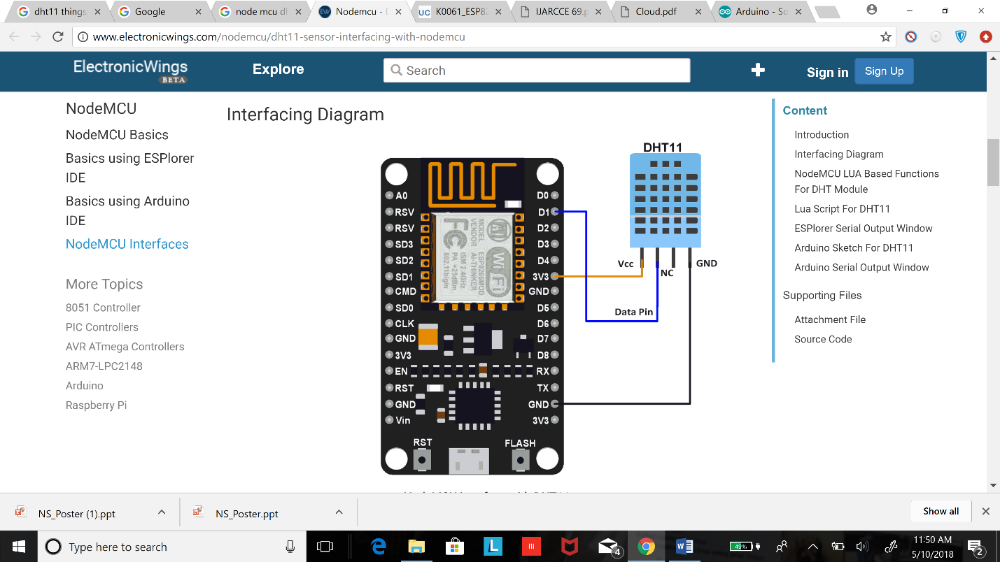 dht11 things
Google
node mcu dh
Nodemcu - D
K0061_ESP82
IJARCCE 69.p
Cloud.pdf
Arduino - So
www.electronicwings.com/nodemcu/dht11-sensor-interfacing-with-nodemcu
ElectronicWings
BETA
Explore
Search
Sign in
Sign Up
NodeMCU
NodeMCU Basics
Basics using ESPlorer
IDE
Basics using Arduino
IDE
NodeMCU Interfaces
More Topics
8051 Controller
PIC Controllers
AVR ATmega Controllers
ARM7-LPC2148
Arduino
Raspberry Pi
Interfacing Diagram
DHT11
A0
RSV
RSV
SD3
SD2
SD1
CMD
SD0
CLK
GND
3V3
EN
RST
GND
Vin
D0
D1
D2
D3
D4
3V3
GND
D5
D6
D7
D8
RX
TX
GND
3V3
MODEL
VENDOR
ESP8266MOD
AI-THINKER
ISM 2.4GHz
PA +25dBm
802.11b/g/n
FC
AI
WiFi
RST
FLASH
Vcc
NC
GND
Data Pin
Content
Introduction
Interfacing Diagram
NodeMCU LUA Based Functions
For DHT Module
Lua Script For DHT11
ESPlorer Serial Output Window
Arduino Sketch For DHT11
Arduino Serial Output Window
Supporting Files
Attachment File
Source Code
NS_Poster (1).ppt
NS_Poster.ppt
Show all
Type here to search
4
49%
11:50 AM
5/10/2018
2